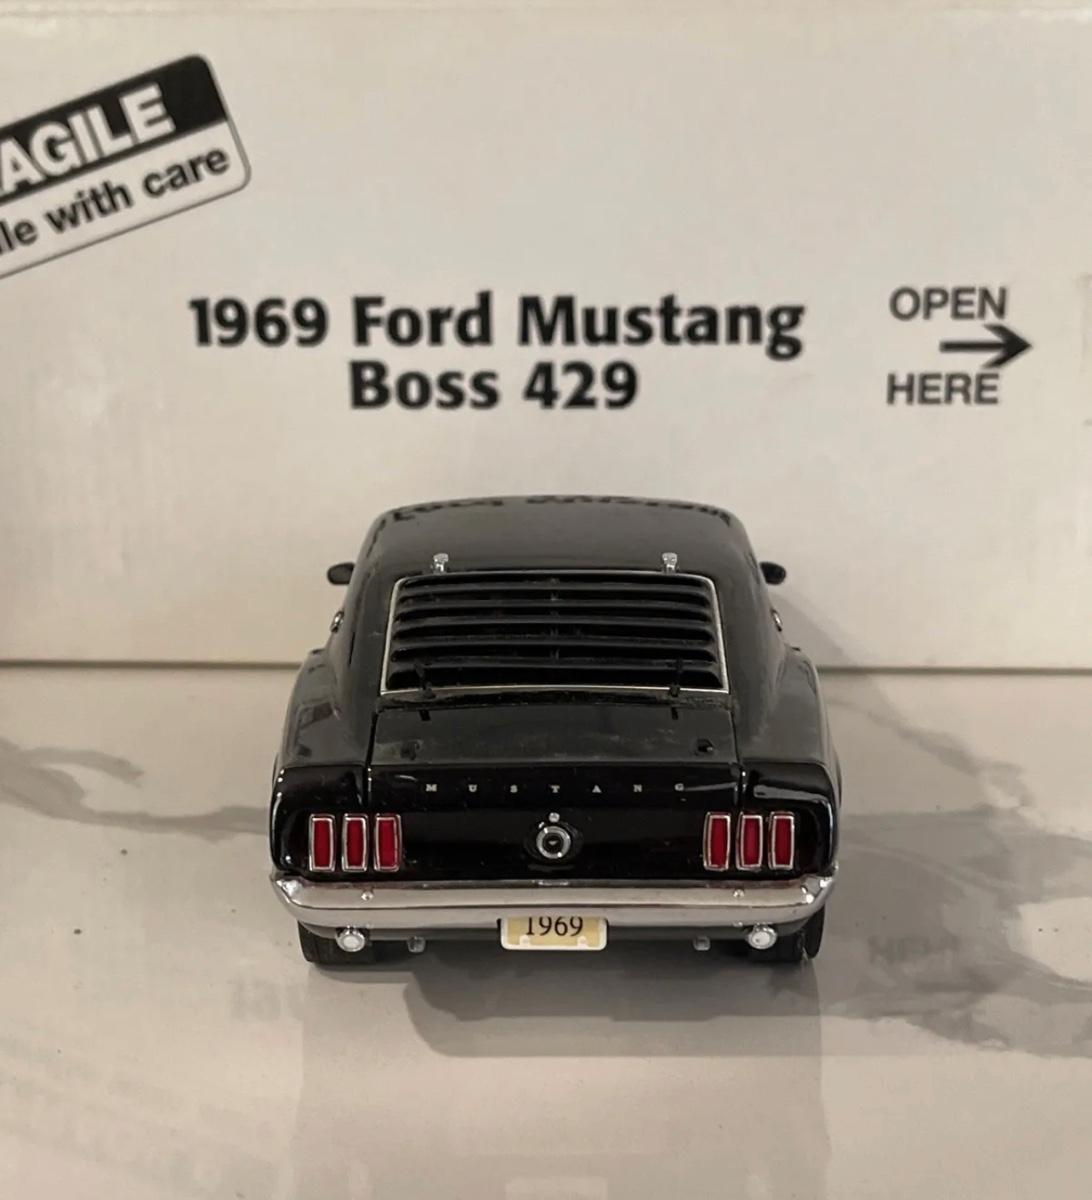 AGILE
le with care
1969 Ford Mustang
Boss 429
OPEN
HERE
MUSTANG
1969